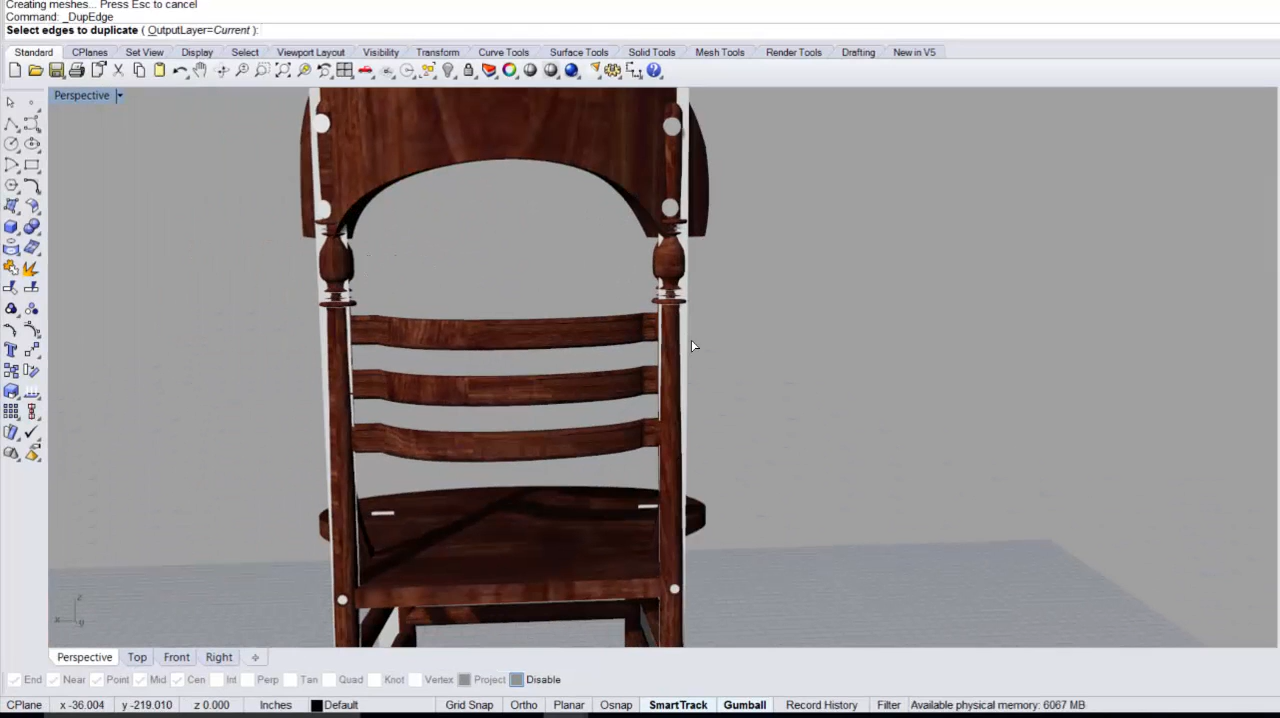 Creating meshes... Press Esc to cancel
Command: _DupEdge
Select edges to duplicate ( OutputLayer=Current ):
Standard CPlanes Set View Display Select Viewport Layout Visibility Transform Curve Tools Surface Tools Solid Tools Mesh Tools Render Tools Drafting New in V5
Perspective
z
x
y
Perspective Top Front Right
End Near Point Mid Cen Int Perp Tan Quad Knot Vertex Project Disable
CPlane x -36.004 y -219.010 z 0.000 Inches Default Grid Snap Ortho Planar Osnap SmartTrack Gumball Record History Filter Available physical memory: 6067 MB